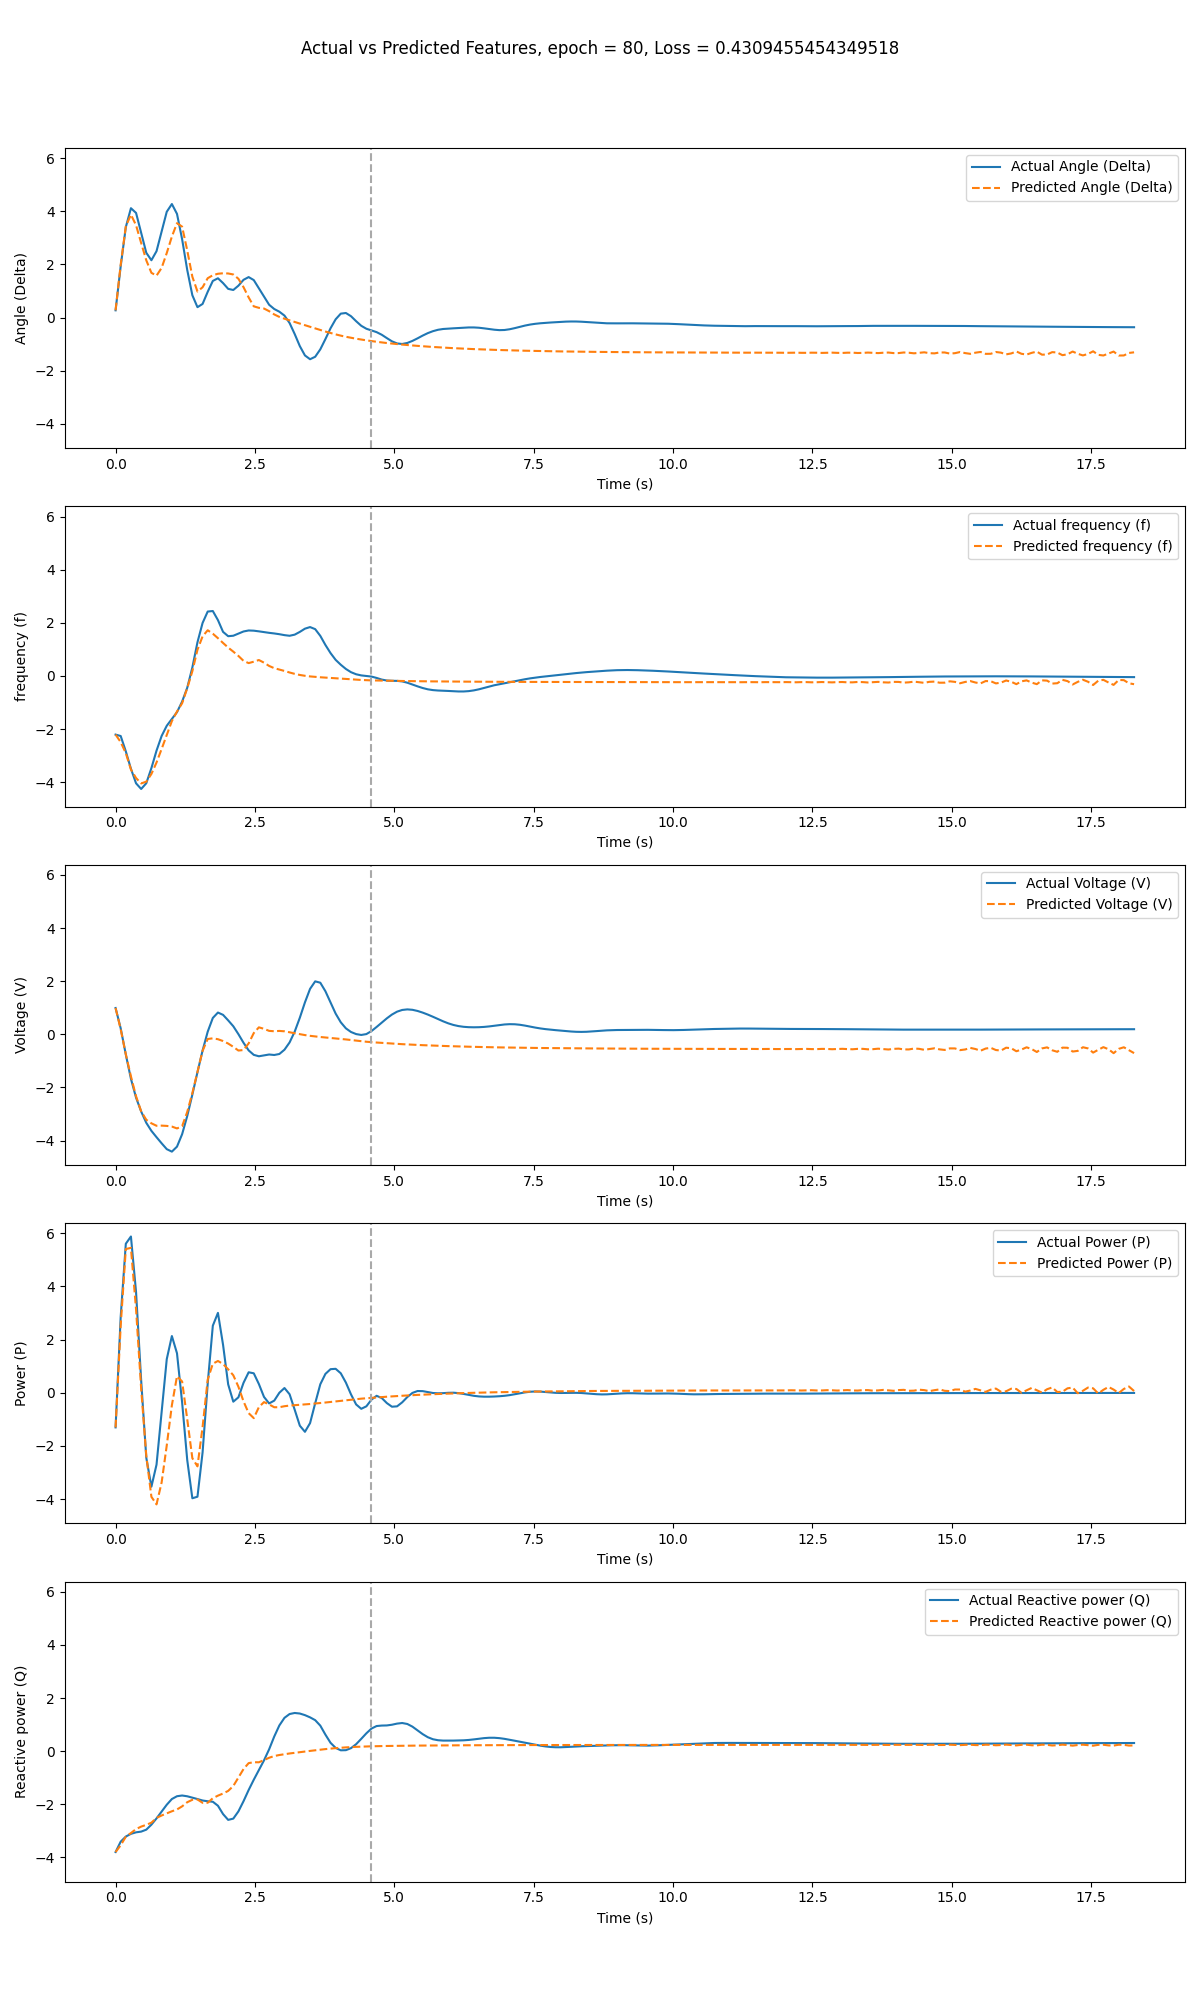 Actual vs Predicted Features, epoch = 80, Loss = 0.4309455454349518
6
4
2
0
−2
−4
Angle (Delta)
Actual Angle (Delta)
Predicted Angle (Delta)
0.0 2.5 5.0 7.5 10.0 12.5 15.0 17.5
Time (s)
6
4
2
0
−2
−4
frequency (f)
Actual frequency (f)
Predicted frequency (f)
0.0 2.5 5.0 7.5 10.0 12.5 15.0 17.5
Time (s)
6
4
2
0
−2
−4
Voltage (V)
Actual Voltage (V)
Predicted Voltage (V)
0.0 2.5 5.0 7.5 10.0 12.5 15.0 17.5
Time (s)
6
4
2
0
−2
−4
Power (P)
Actual Power (P)
Predicted Power (P)
0.0 2.5 5.0 7.5 10.0 12.5 15.0 17.5
Time (s)
6
4
2
0
−2
−4
Reactive power (Q)
Actual Reactive power (Q)
Predicted Reactive power (Q)
0.0 2.5 5.0 7.5 10.0 12.5 15.0 17.5
Time (s)